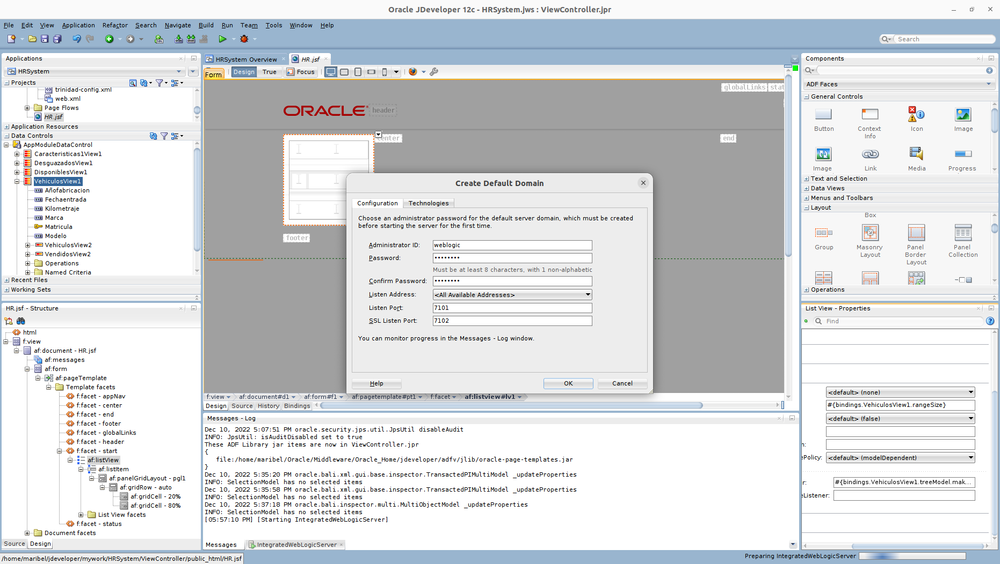 Oracle JDeveloper 12c - HRSystem.jws : ViewController.jpr
File Edit View Application Refactor Search Navigate Build Run Team Tools Window Help
Search
Applications
HRSystem
Projects
trinidad-config.xml
web.xml
Page Flows
HR.jsf
Application Resources
Data Controls
AppModuleDataControl
Caracteristicas1View1
DesguazadosView1
DisponiblesView1
VehiculosView1
Añofabricacion
Fechaentrada
Kilometraje
Marca
Matricula
Modelo
VehiculosView2
VendidosView2
Operations
Named Criteria
Recent Files
Working Sets
HR.jsf - Structure
html
f:view
af:document - HR.jsf
af:messages
af:form
af:pageTemplate
Template facets
f:facet - appNav
f:facet - center
f:facet - end
f:facet - footer
f:facet - globalLinks
f:facet - header
f:facet - start
af:listView
af:listItem
af:panelGridLayout - pgl1
af:gridRow - auto
af:gridCell - 20%
af:gridCell - 80%
List View facets
f:facet - status
Document facets
Source Design
/home/maribel/jdeveloper/mywork/HRSystem/ViewController/public_html/HR.jsf
HRSystem Overview HR.jsf
Form Design True Focus
globalLinks stat
ORACLE header
center end
footer
Create Default Domain
Configuration Technologies
Choose an administrator password for the default server domain, which must be created
before starting the server for the first time.
Administrator ID: weblogic
Password: ••••••••
Must be at least 8 characters, with 1 non-alphabetic
Confirm Password: ••••••••
Listen Address: <All Available Addresses>
Listen Port: 7101
SSL Listen Port: 7102
You can monitor progress in the Messages - Log window.
Help OK Cancel
f:view af:document#d1 af:form#f1 af:pagetemplate#pt1 f:facet af:listview#lv1
Design Source History Bindings
Messages - Log
Dec 10, 2022 5:07:51 PM oracle.security.jps.util.JpsUtil disableAudit
INFO: JpsUtil: isAuditDisabled set to true
These ADF Library jar items are now in ViewController.jpr
{
file:/home/maribel/Oracle/Middleware/Oracle_Home/jdeveloper/adfv/jlib/oracle-page-templates.jar
}
Dec 10, 2022 5:35:20 PM oracle.bali.xml.gui.base.inspector.TransactedPIMultiModel _updateProperties
INFO: SelectionModel has no selected items
Dec 10, 2022 5:35:58 PM oracle.bali.xml.gui.base.inspector.TransactedPIMultiModel _updateProperties
INFO: SelectionModel has no selected items
Dec 10, 2022 5:37:18 PM oracle.bali.inspector.multi.MultiObjectModel _updateProperties
INFO: SelectionModel has no selected items
[05:57:10 PM] [Starting IntegratedWebLogicServer]
Messages IntegratedWebLogicServer
Components
ADF Faces
General Controls
Button Context Info Icon Image
Image Link Media Progress
Text and Selection
Data Views
Menus and Toolbars
Layout
Box
Group Masonry Layout Panel Border Layout Panel Collection
Operations
List View - Properties
Find
<default> (none)
#{bindings.VehiculosView1.rangeSize}
<default> (false)
n:
ePolicy: <default> (modelDependent)
r: #{bindings.VehiculosView1.treeModel.mak...
eListener:
Preparing IntegratedWebLogicServer